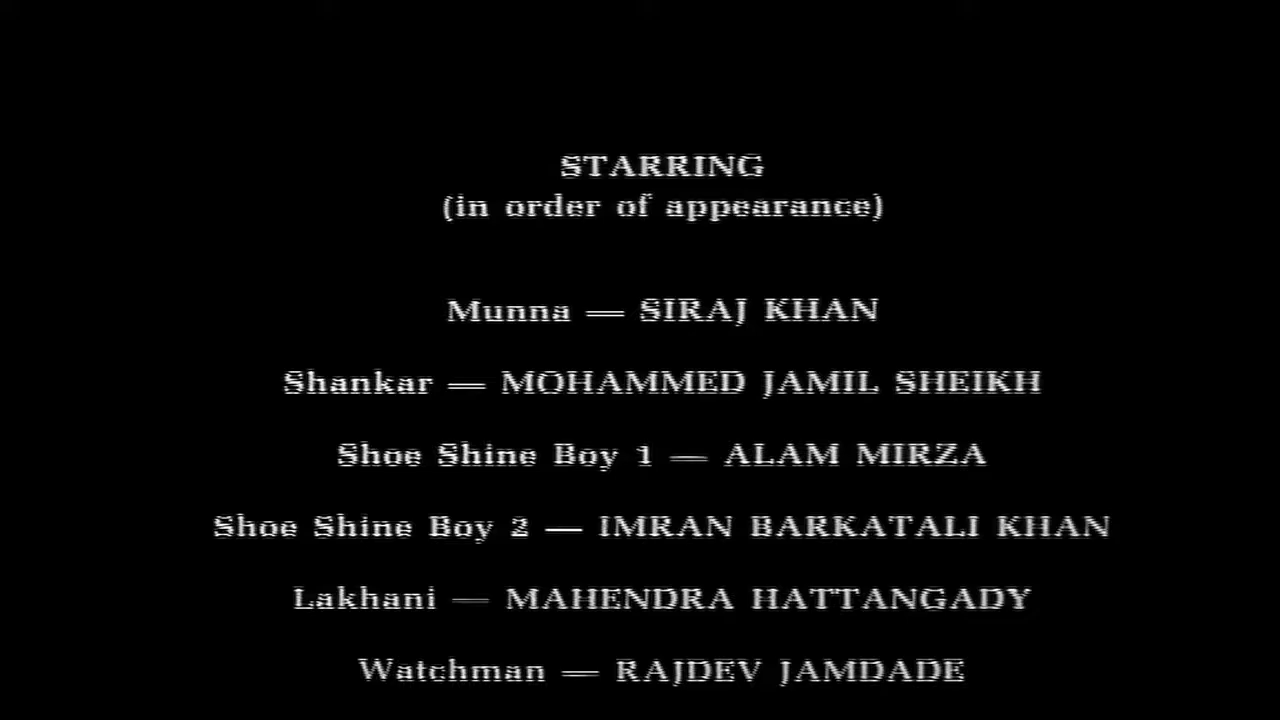 STARRING
(in order of appearance)
Munna — SIRAJ KHAN
Shankar — MOHAMMED JAMIL SHEIKH
Shoe Shine Boy 1 — ALAM MIRZA
Shoe Shine Boy 2 — IMRAN BARKATALI KHAN
Lakhani — MAHENDRA HATTANGADY
Watchman — RAJDEV JAMDADE